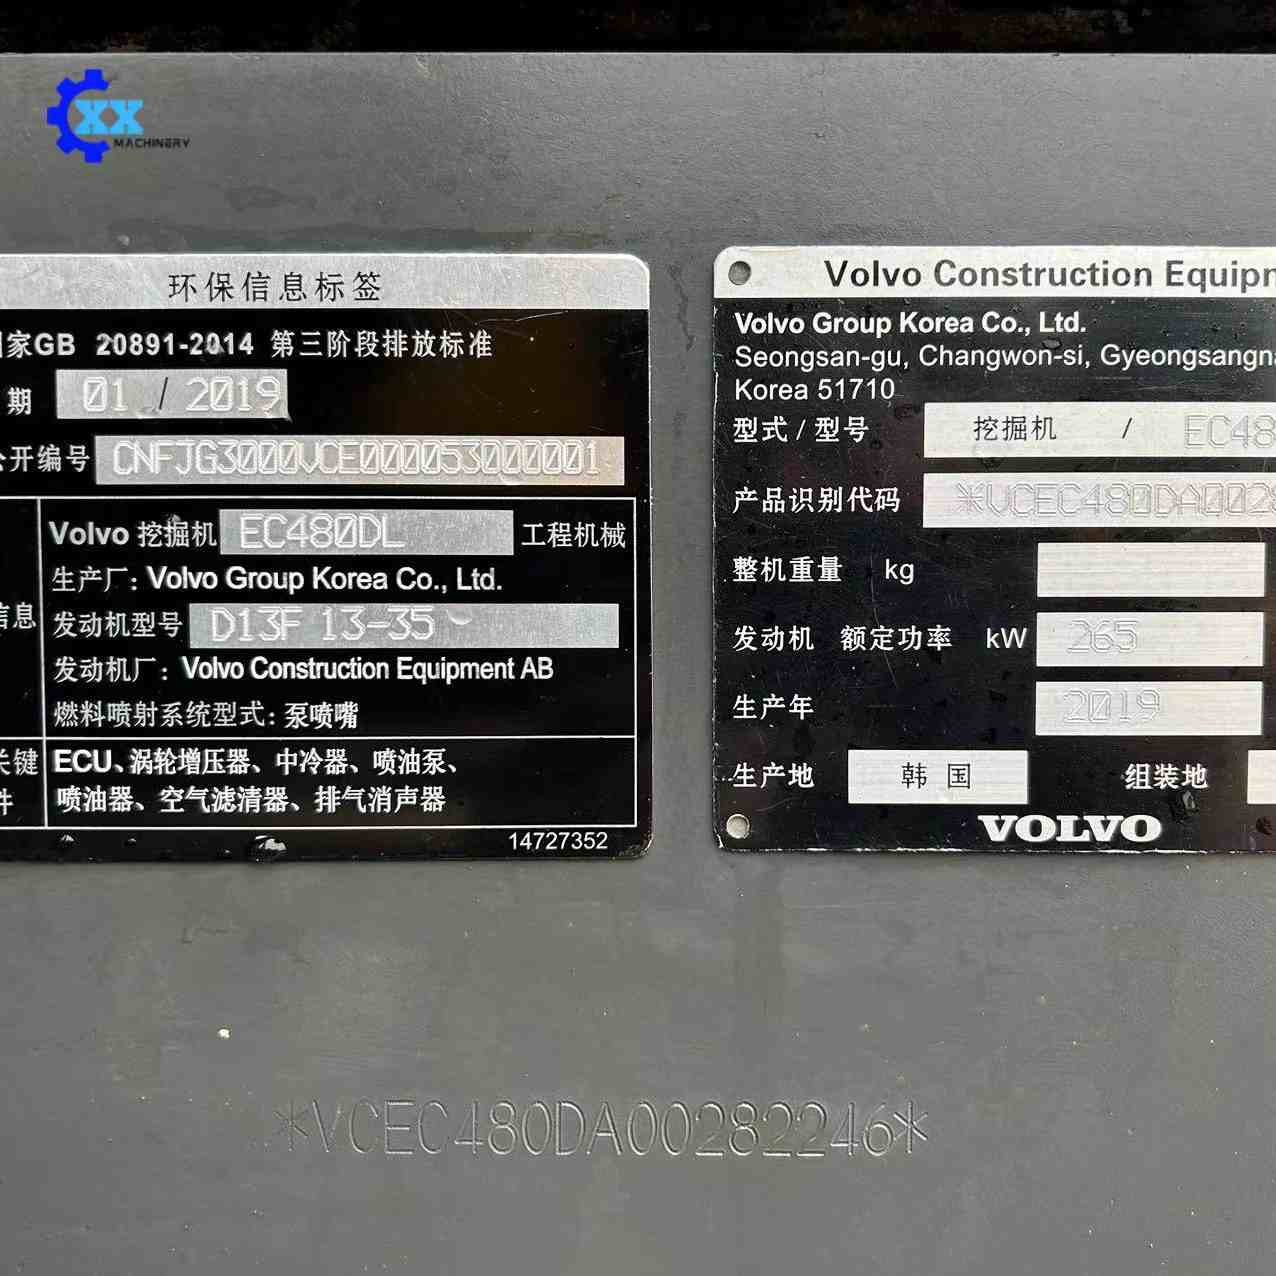 XX
MACHINERY
环保信息标签
家GB 20891-2014 第三阶段排放标准
期 01 / 2019
开编号 CNFJG3000VCE000053000001
信息
Volvo 挖掘机 EC480DL 工程机械
生产厂: Volvo Group Korea Co., Ltd.
发动机型号 D13F 13-35
发动机厂: Volvo Construction Equipment AB
燃料喷射系统型式: 泵喷嘴
关键件
ECU、涡轮增压器、中冷器、喷油泵、
喷油器、空气滤清器、排气消声器
14727352
Volvo Construction Equipm
Volvo Group Korea Co., Ltd.
Seongsan-gu, Changwon-si, Gyeongsangna
Korea 51710
型式 / 型号 挖掘机 / EC48
产品识别代码 *VCEC480DA0028
整机重量 kg
发动机 额定功率 kW 265
生产年 2019
生产地 韩国 组装地
VOLVO
*VCEC480DA00282246*